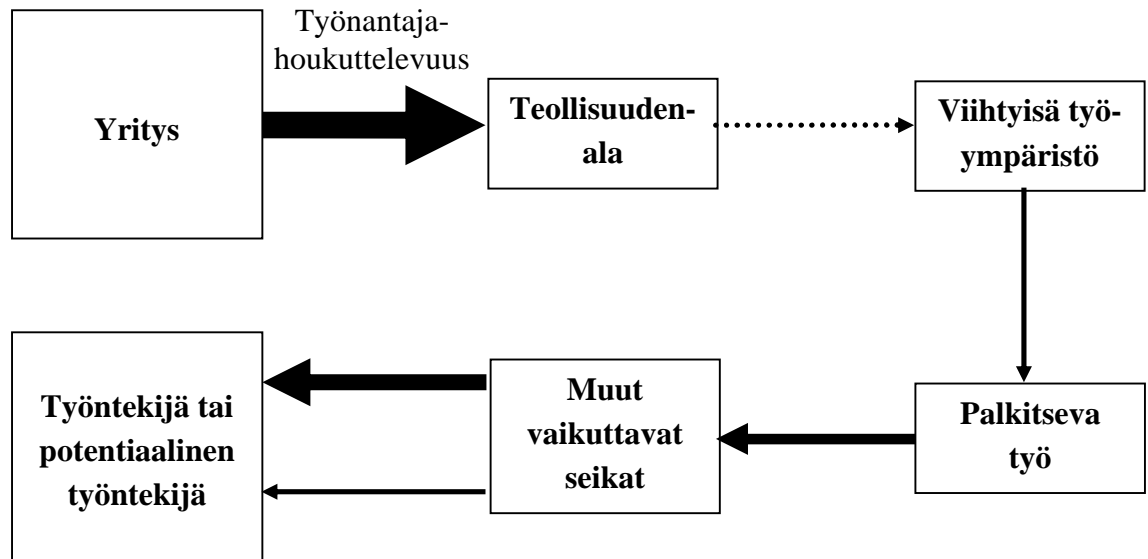 Työnantaja-
houkuttelevuus
Yritys
Teollisuuden-
ala
Viihtyisä työ-
ympäristö
Työntekijä tai
potentiaalinen
työntekijä
Muut
vaikuttavat
seikat
Palkitseva
työ